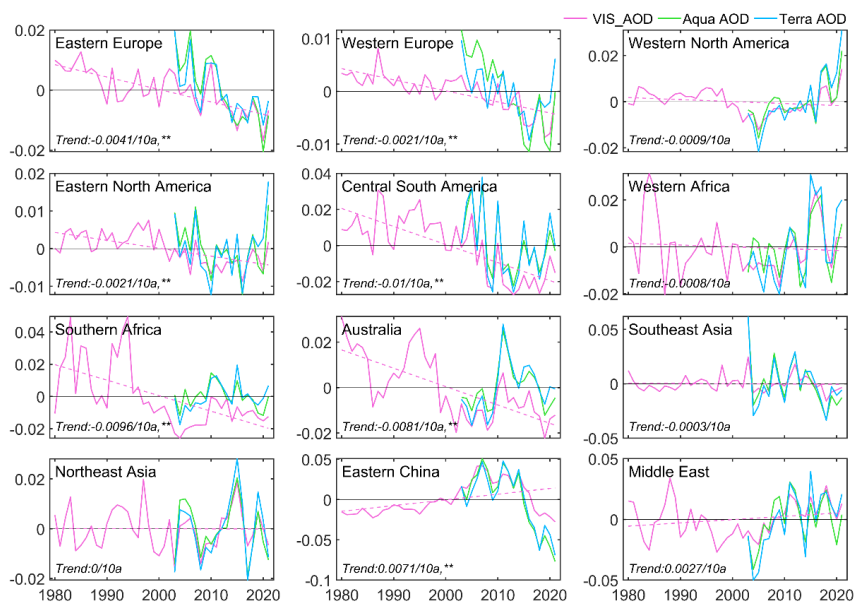 VIS_AOD Aqua AOD Terra AOD
0.02 Eastern Europe 0 -0.02 Trend:-0.0041/10a,**
0.01 Western Europe 0 -0.01 Trend:-0.0021/10a,**
0.02 Western North America 0 -0.02 Trend:-0.0009/10a
0.01 Eastern North America 0 -0.01 Trend:-0.0021/10a,**
0.04 Central South America 0.02 0 -0.02 Trend:-0.01/10a,**
0.02 Western Africa 0 -0.02 Trend:-0.0008/10a
0.04 Southern Africa 0.02 0 -0.02 Trend:-0.0096/10a,**
0.02 Australia 0 -0.02 Trend:-0.0081/10a,**
0.05 Southeast Asia 0 -0.05 Trend:-0.0003/10a
0.02 Northeast Asia 0 -0.02 Trend:0/10a
0.05 Eastern China 0 -0.05 -0.1 Trend:0.0071/10a,**
0.05 Middle East 0 -0.05 Trend:0.0027/10a
1980 1990 2000 2010 2020 1980 1990 2000 2010 2020 1980 1990 2000 2010 2020